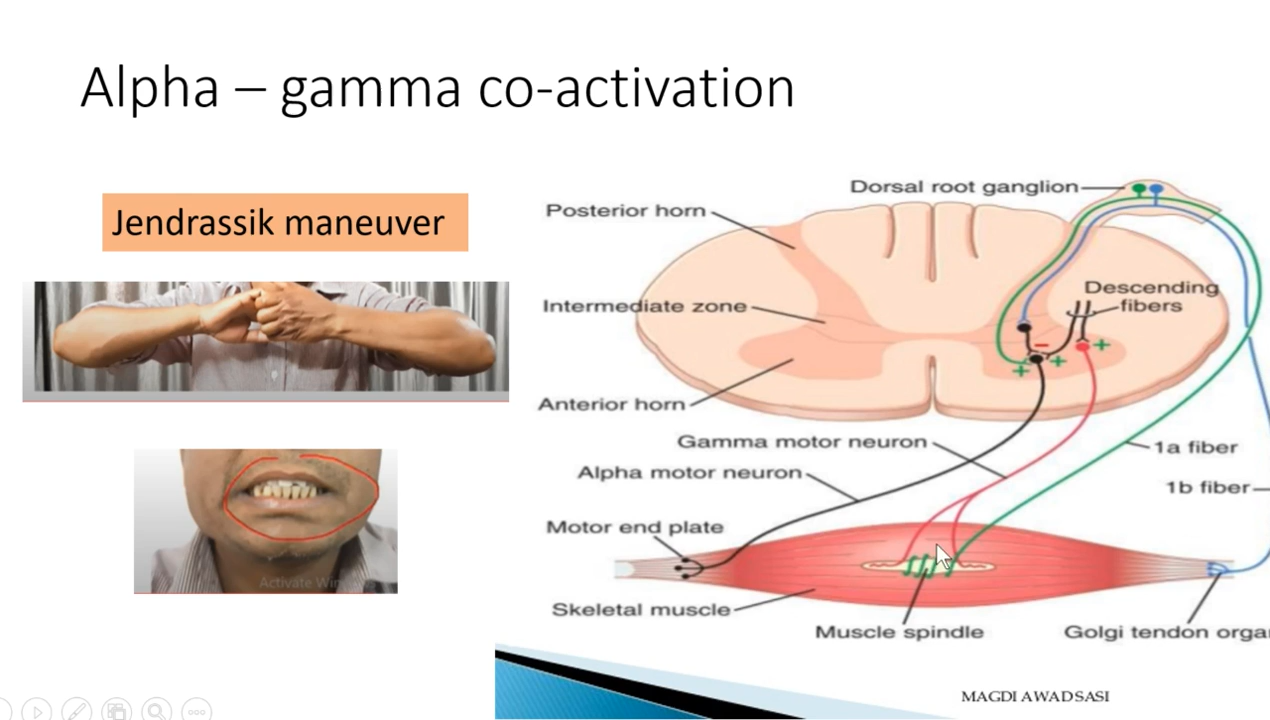 Alpha – gamma co-activation
Jendrassik maneuver
Activate Win
Dorsal root ganglion
Posterior horn
Descending
fibers
Intermediate zone
Anterior horn
Gamma motor neuron
1a fiber
Alpha motor neuron
1b fiber
Motor end plate
Skeletal muscle
Muscle spindle
Golgi tendon orga
MAGDI AWADSASI